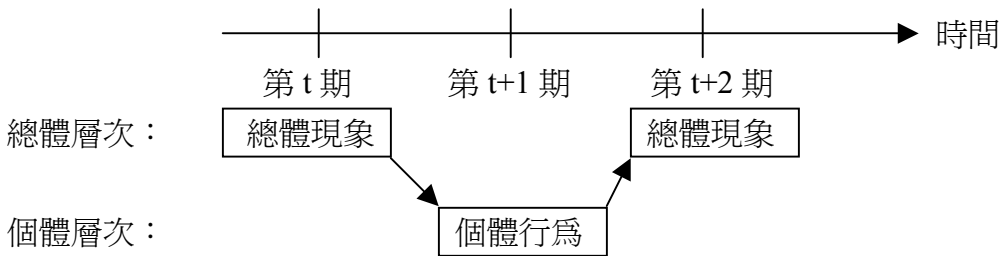 時間
第 t 期 第 t+1 期 第 t+2 期
總體層次： 總體現象 總體現象
個體層次： 個體行為